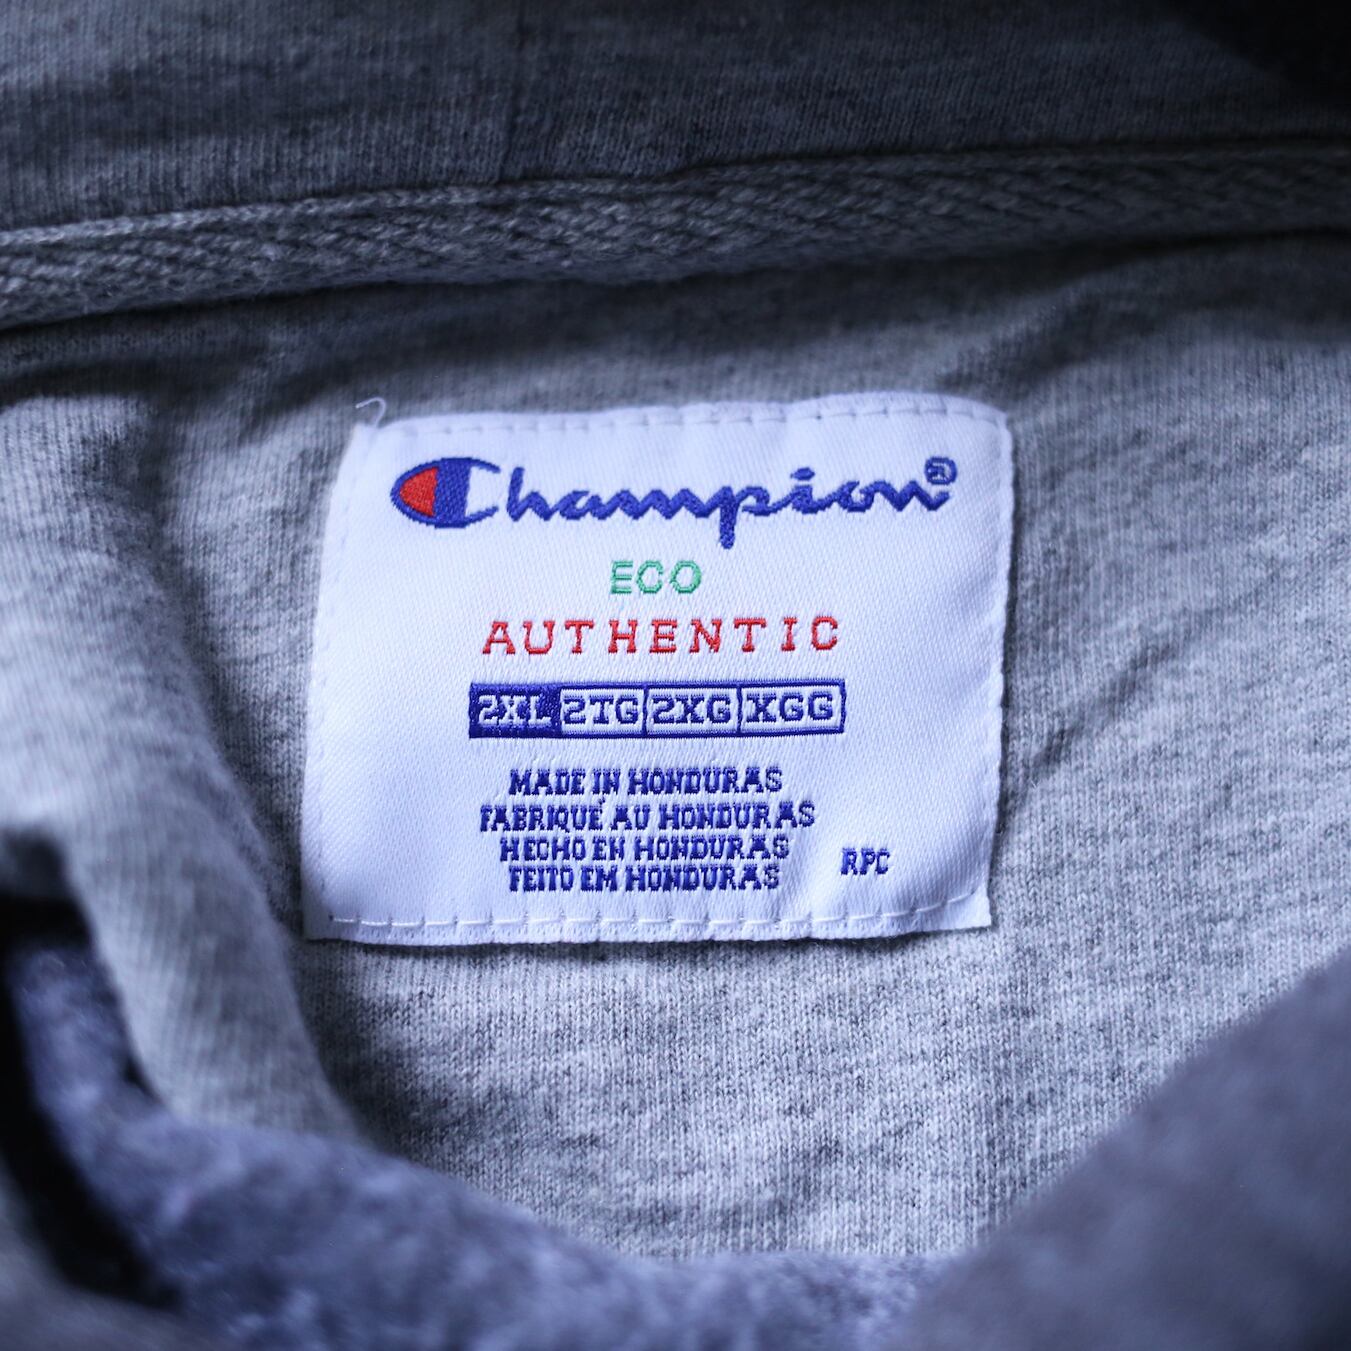 Champion®
ECO
AUTHENTIC
2XL 2TG 2XG XGG
MADE IN HONDURAS
FABRIQUÉ AU HONDURAS
HECHO EN HONDURAS
FEITO EM HONDURAS
RPC